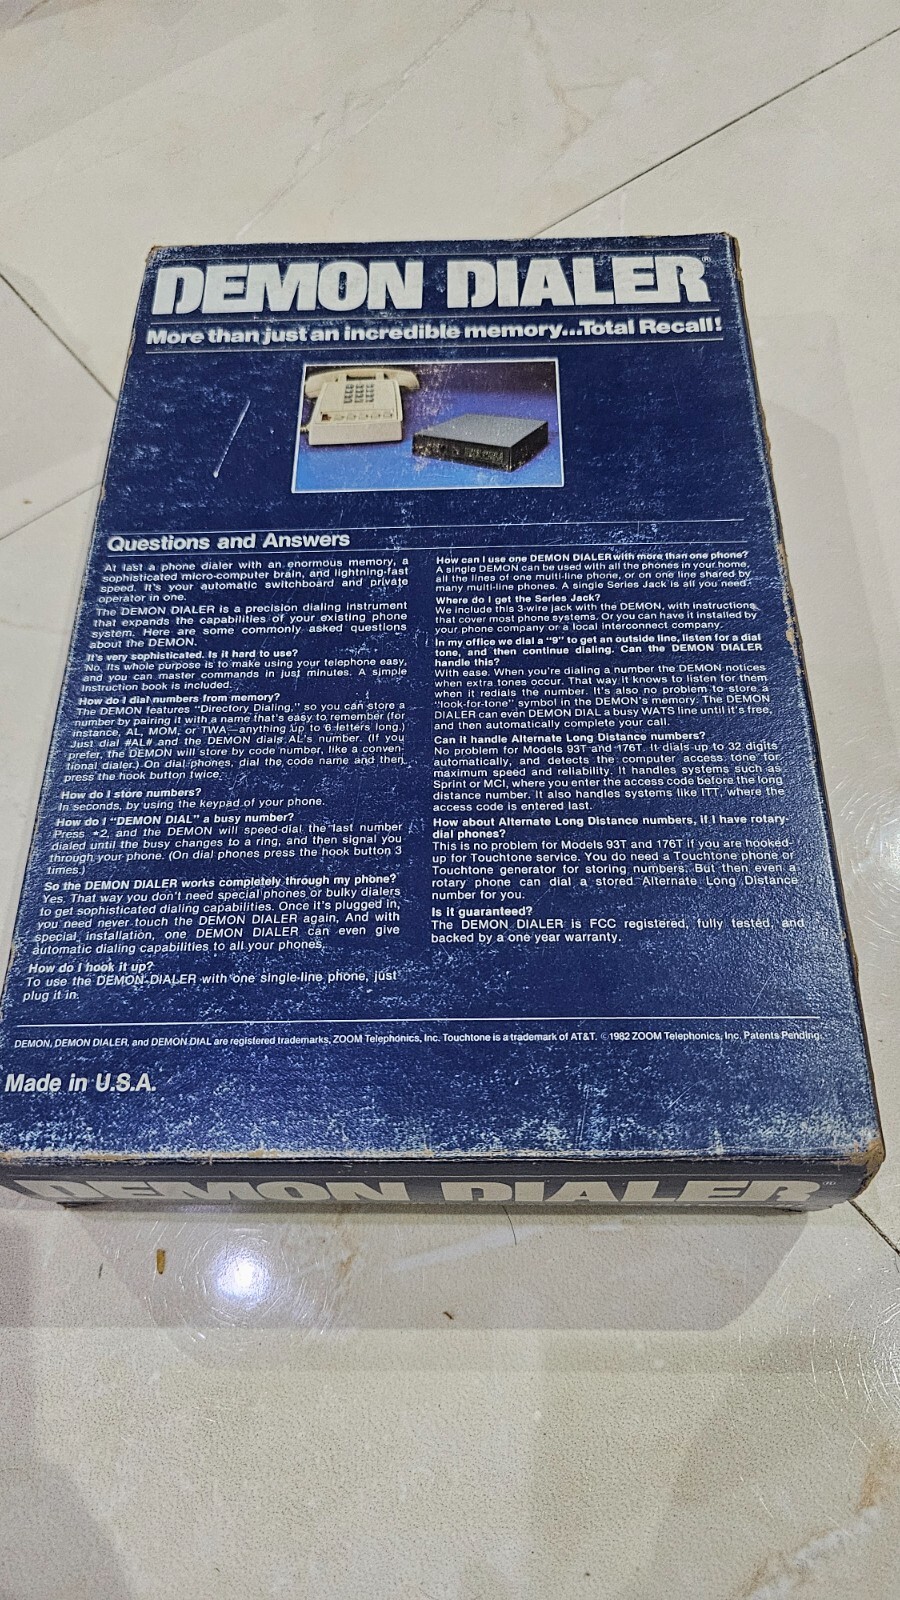 DEMON DIALER®
More than just an incredible memory...Total Recall!
Questions and Answers
At last a phone dialer with an enormous memory, a
sophisticated micro-computer brain, and lightning-fast
speed. It's your automatic switchboard and private
operator in one.
The DEMON DIALER is a precision dialing instrument
that expands the capabilities of your existing phone
system. Here are some commonly asked questions
about the DEMON.
It's very sophisticated. Is it hard to use?
No. Its whole purpose is to make using your telephone easy,
and you can master commands in just minutes. A simple
instruction book is included.
How do I dial numbers from memory?
The DEMON features "Directory Dialing," so you can store a
number by pairing it with a name that's easy to remember (for
instance, AL, MOM, or TWA—anything up to 6 letters long.)
Just dial #AL# and the DEMON dials AL's number. (If you
prefer, the DEMON will store by code number, like a conven-
tional dialer.) On dial phones, dial the code name and then
press the hook button twice.
How do I store numbers?
In seconds, by using the keypad of your phone.
How do I "DEMON DIAL" a busy number?
Press *2, and the DEMON will speed-dial the last number
dialed until the busy changes to a ring, and then signal you
through your phone. (On dial phones press the hook button 3
times.)
So the DEMON DIALER works completely through my phone?
Yes. That way you don't need special phones or bulky dialers
to get sophisticated dialing capabilities. Once it's plugged in,
you need never touch the DEMON DIALER again, And with
special installation, one DEMON DIALER can even give
automatic dialing capabilities to all your phones.
How do I hook it up?
To use the DEMON DIALER with one single-line phone, just
plug it in.
How can I use one DEMON DIALER with more than one phone?
A single DEMON can be used with all the phones in your home,
all the lines of one multi-line phone, or on one line shared by
many multi-line phones. A single Series Jack is all you need.
Where do I get the Series Jack?
We include this 3-wire jack with the DEMON, with instructions
that cover most phone systems. Or you can have it installed by
your phone company or a local interconnect company.
In my office we dial a "9" to get an outside line, listen for a dial
tone, and then continue dialing. Can the DEMON DIALER
handle this?
With ease. When you're dialing a number the DEMON notices
when extra tones occur. That way it knows to listen for them
when it redials the number. It's also no problem to store a
"look-for-tone" symbol in the DEMON's memory. The DEMON
DIALER can even DEMON DIAL a busy WATS line until it's free,
and then automatically complete your call.
Can it handle Alternate Long Distance numbers?
No problem for Models 93T and 176T. It dials up to 32 digits
automatically, and detects the computer access tone for
maximum speed and reliability. It handles systems such as
Sprint or MCI, where you enter the access code before the long
distance number. It also handles systems like ITT, where the
access code is entered last.
How about Alternate Long Distance numbers, if I have rotary-
dial phones?
This is no problem for Models 93T and 176T if you are hooked-
up for Touchtone service. You do need a Touchtone phone or
Touchtone generator for storing numbers. But then even a
rotary phone can dial a stored Alternate Long Distance
number for you.
Is it guaranteed?
The DEMON DIALER is FCC registered, fully tested, and
backed by a one year warranty.
DEMON, DEMON DIALER, and DEMON DIAL are registered trademarks, ZOOM Telephonics, Inc. Touchtone is a trademark of AT&T. ©1982 ZOOM Telephonics, Inc. Patents Pending.
Made in U.S.A.
DEMON DIALER®